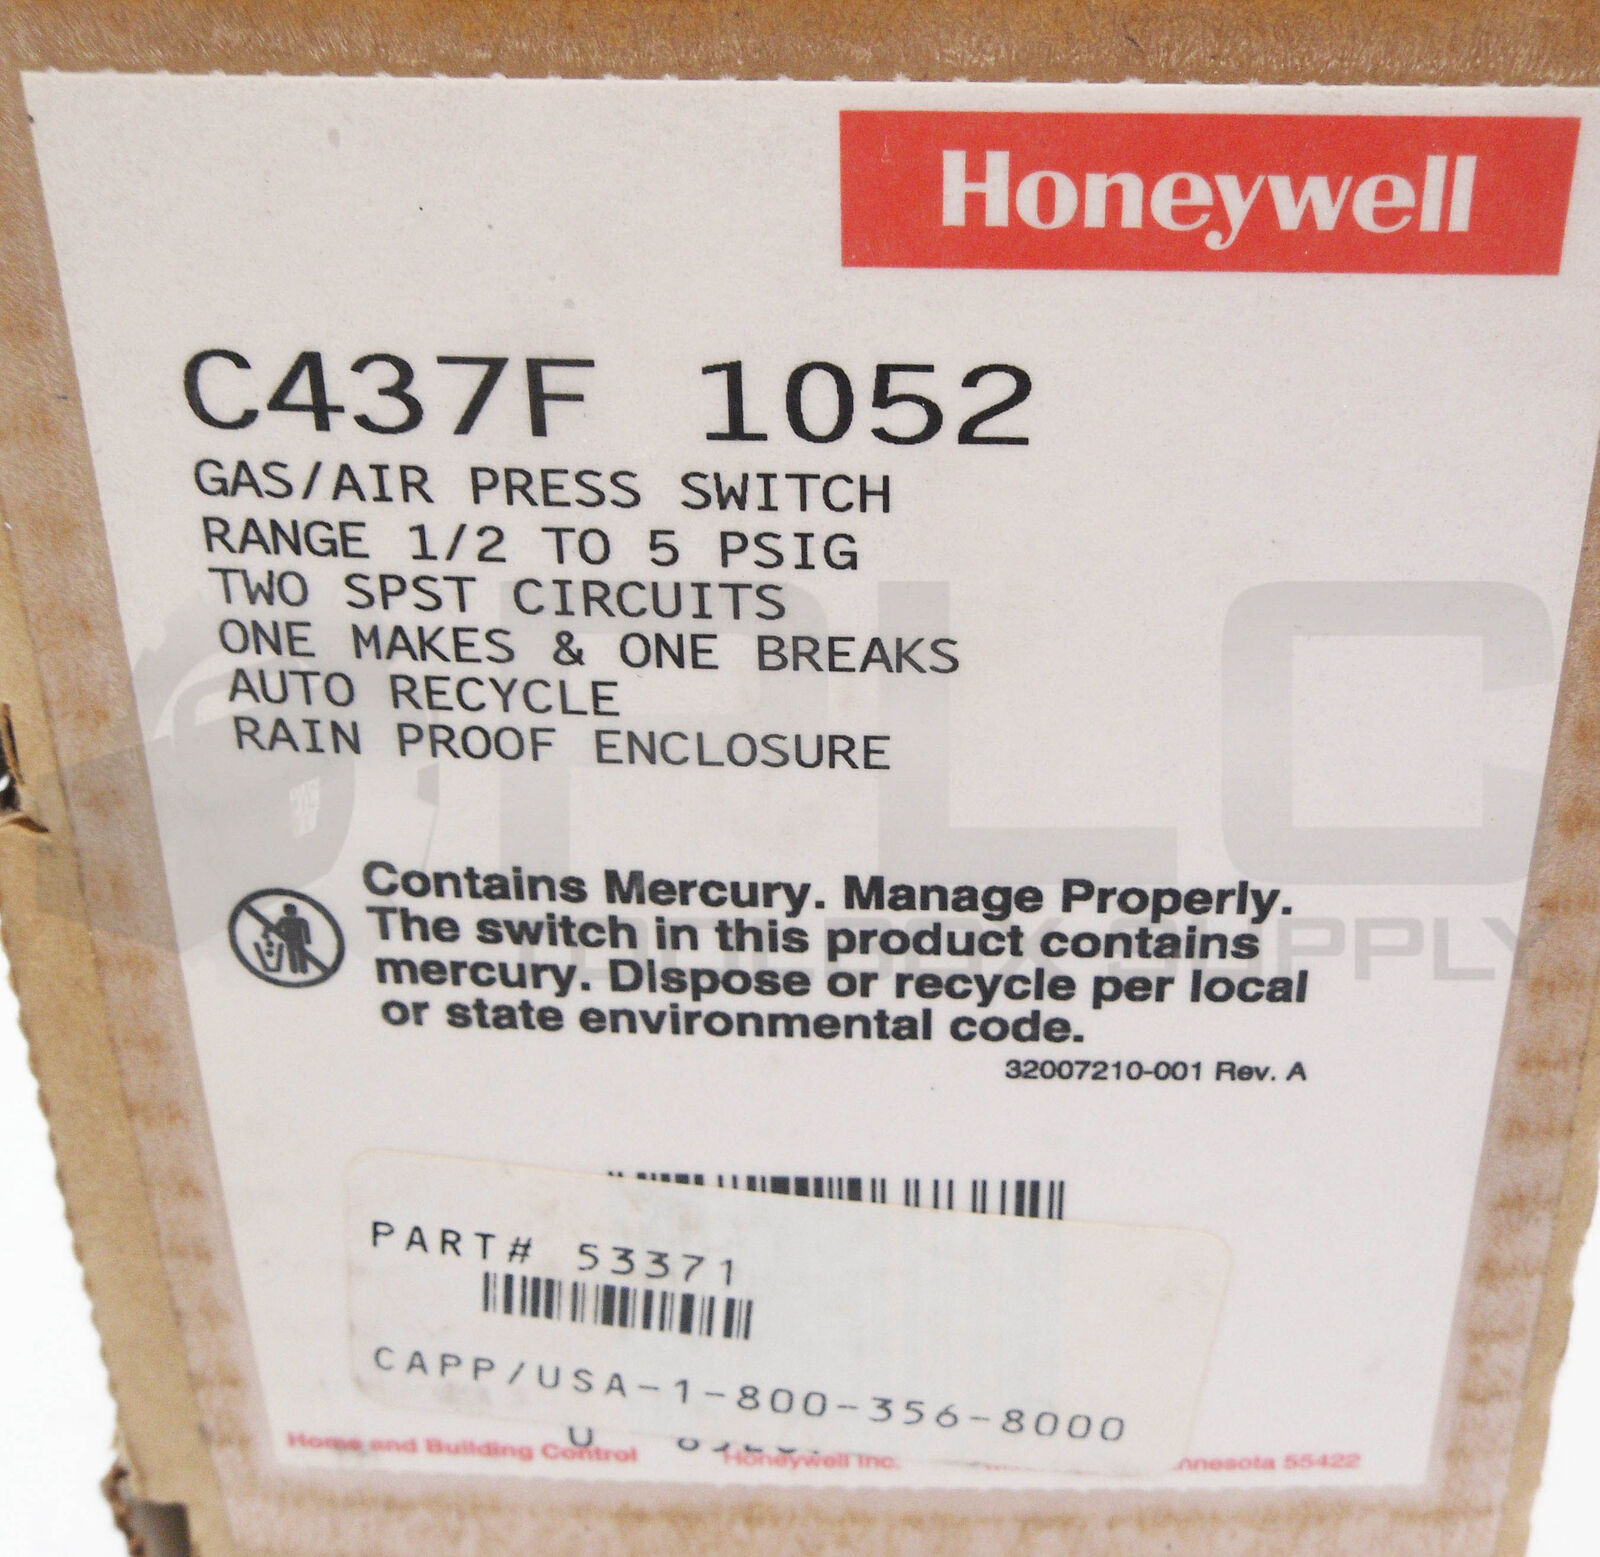 Honeywell
C437F 1052
GAS/AIR PRESS SWITCH
RANGE 1/2 TO 5 PSIG
TWO SPST CIRCUITS
ONE MAKES & ONE BREAKS
AUTO RECYCLE
RAIN PROOF ENCLOSURE
PLC
SUPPLY
Contains Mercury. Manage Properly.
The switch in this product contains
mercury. Dispose or recycle per local
or state environmental code.
32007210-001 Rev. A
PART# 53371
CAPP/USA-1-800-356-8000
U
Home and Building Control Honeywell Inc. 55422